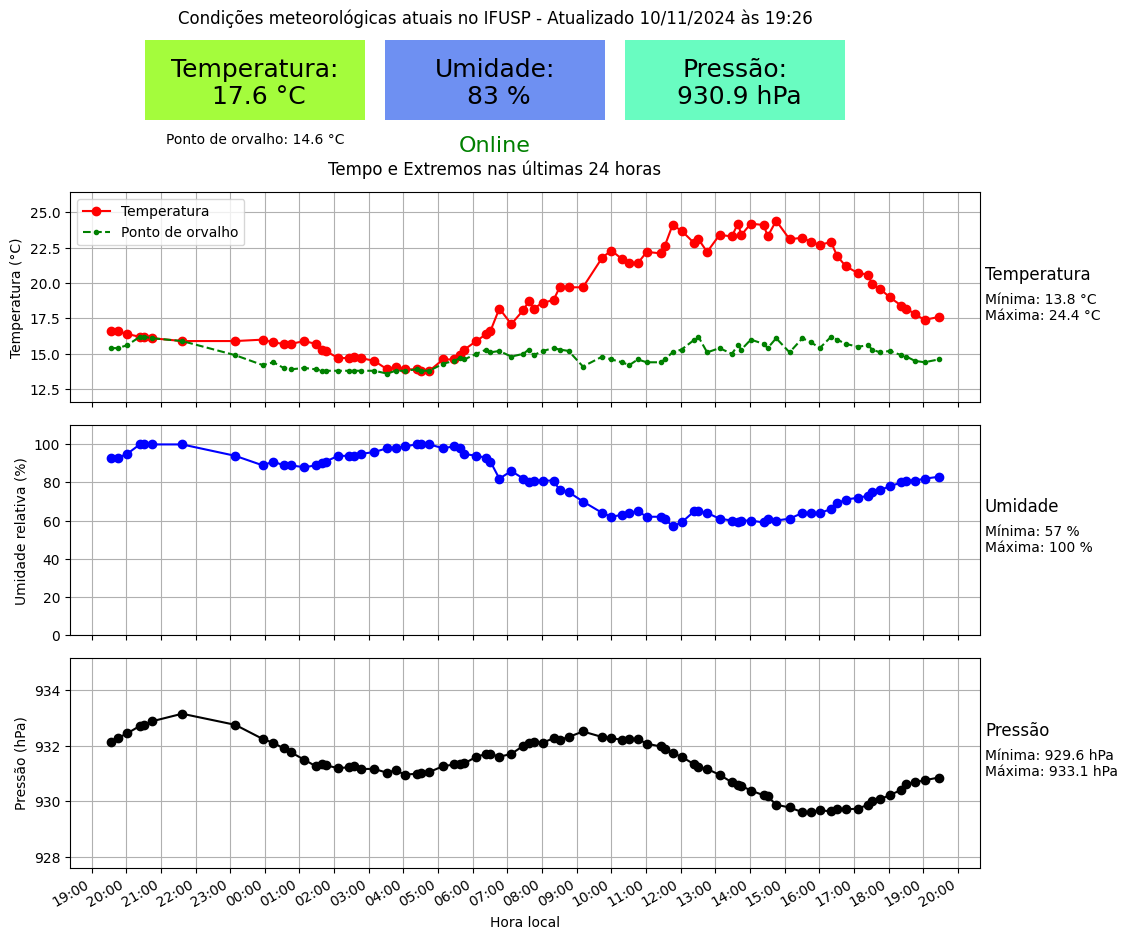 Condições meteorológicas atuais no IFUSP - Atualizado 10/11/2024 às 19:26
Temperatura:
17.6 °C
Umidade:
83 %
Pressão:
930.9 hPa
Ponto de orvalho: 14.6 °C
Online
Tempo e Extremos nas últimas 24 horas
Temperatura
Ponto de orvalho
Temperatura (°C)
25.0
22.5
20.0
17.5
15.0
12.5
Temperatura
Mínima: 13.8 °C
Máxima: 24.4 °C
Umidade relativa (%)
100
80
60
40
20
0
Umidade
Mínima: 57 %
Máxima: 100 %
Pressão (hPa)
934
932
930
928
Pressão
Mínima: 929.6 hPa
Máxima: 933.1 hPa
19:00 20:00 21:00 22:00 23:00 00:00 01:00 02:00 03:00 04:00 05:00 06:00 07:00 08:00 09:00 10:00 11:00 12:00 13:00 14:00 15:00 16:00 17:00 18:00 19:00 20:00
Hora local